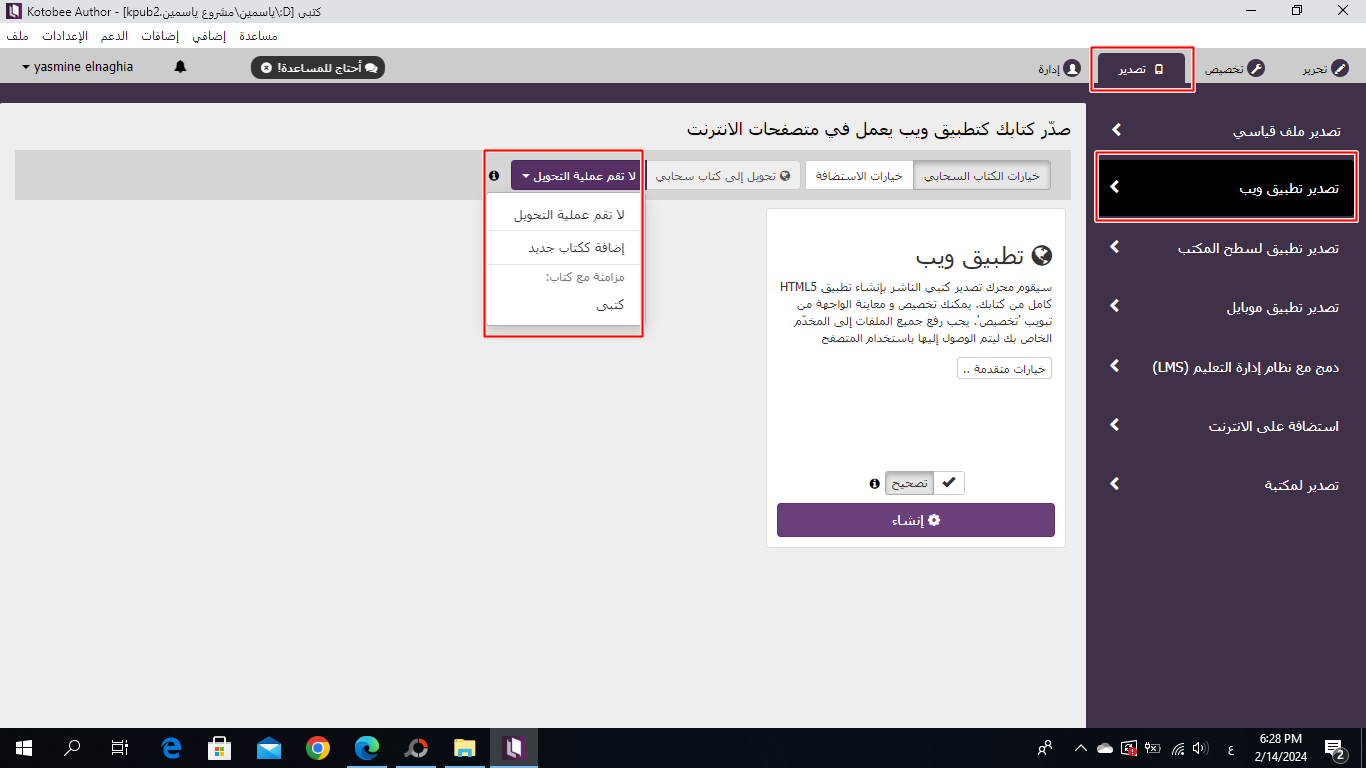 Kotobee Author - [D:\ياسمين\مشروع ياسمين.kpub2] كتبى
ملف الإعدادات الدعم إضافات إضافي مساعدة
تحرير
تخصيص
تصدير
إدارة
أحتاج للمساعدة!
yasmine elnaghia
تصدير ملف قياسي
تصدير تطبيق ويب
تصدير تطبيق لسطح المكتب
تصدير تطبيق موبايل
دمج مع نظام إدارة التعليم (LMS)
استضافة على الانترنت
تصدير لمكتبة
صدّر كتابك كتطبيق ويب يعمل في متصفحات الانترنت
خيارات الكتاب السحابي
خيارات الاستضافة
تحويل إلى كتاب سحابي
لا تقم عملية التحويل
لا تقم عملية التحويل
إضافة ككتاب جديد
مزامنة مع كتاب:
كتبى
تطبيق ويب
سيقوم محرك تصدير كتبي الناشر بإنشاء تطبيق HTML5
كامل من كتابك. يمكنك تخصيص و معاينة الواجهة من
تبويب 'تخصيص'. يجب رفع جميع الملفات إلى المخدّم
الخاص بك ليتم الوصول إليها باستخدام المتصفح
خيارات متقدمة ..
تصحيح
إنشاء
ع
6:28 PM
2/14/2024
2